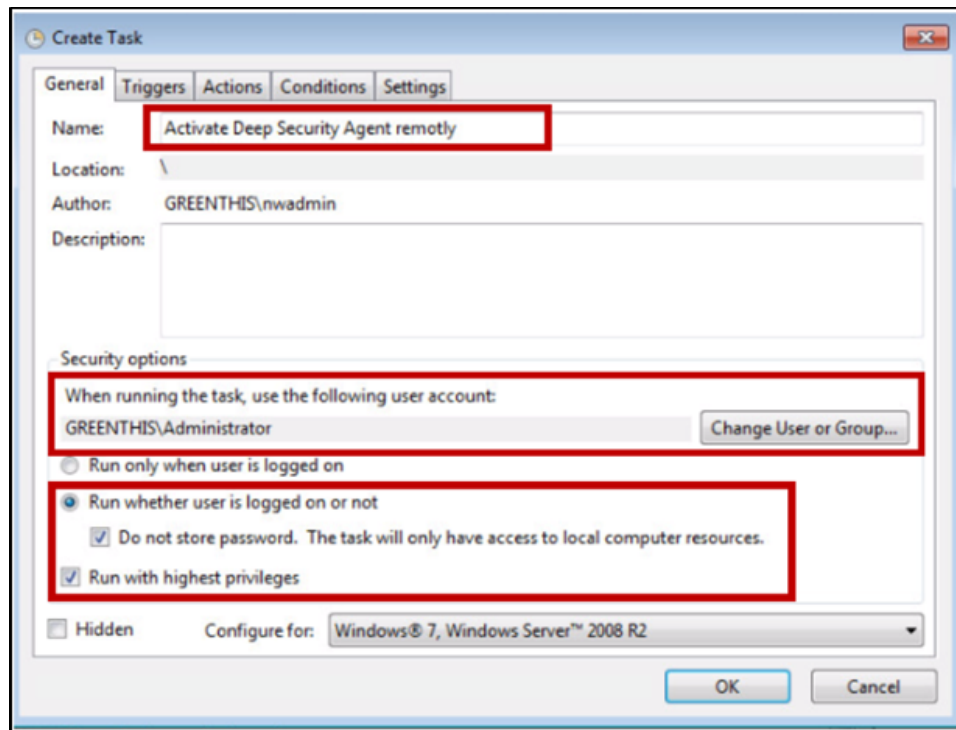 Create Task
General Triggers Actions Conditions Settings
Name: Activate Deep Security Agent remotly
Location: \
Author: GREENTHIS\nwadmin
Description:
Security options
When running the task, use the following user account:
GREENTHIS\Administrator Change User or Group...
Run only when user is logged on
Run whether user is logged on or not
Do not store password. The task will only have access to local computer resources.
Run with highest privileges
Hidden Configure for: Windows® 7, Windows Server™ 2008 R2
OK Cancel